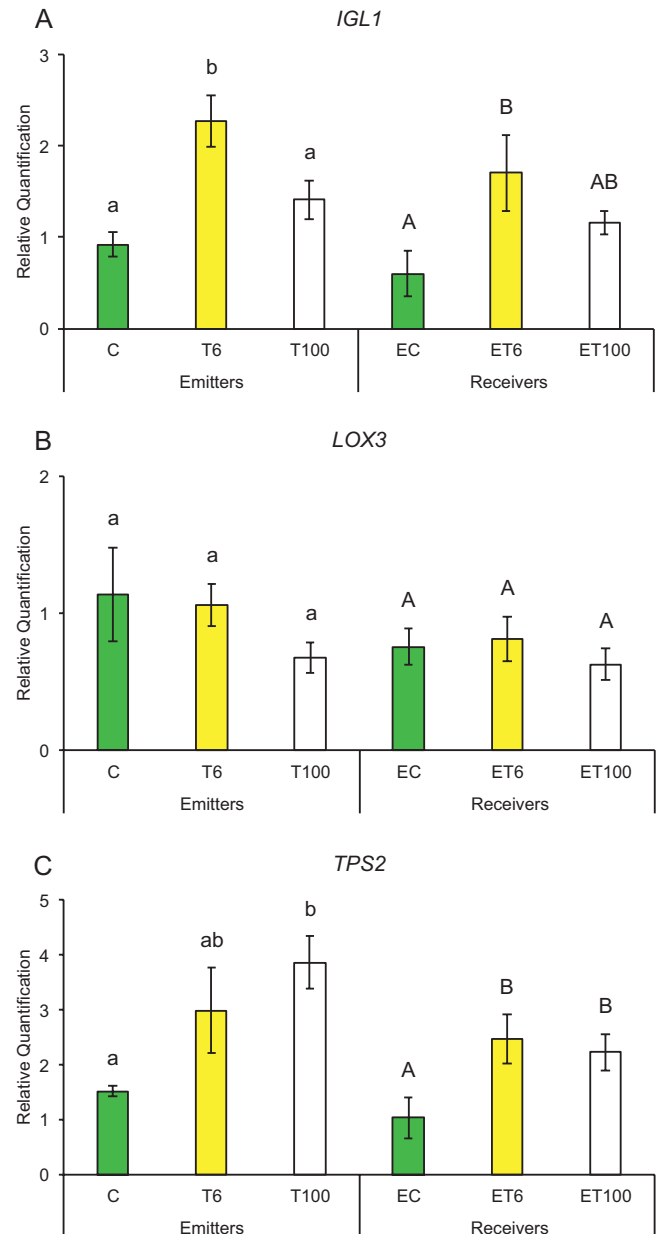 A IGL1
Relative Quantification
3
2
1
0
a b a A B AB
C T6 T100 EC ET6 ET100
Emitters Receivers
B LOX3
Relative Quantification
2
1
0
a a a A A A
C T6 T100 EC ET6 ET100
Emitters Receivers
C TPS2
Relative Quantification
5
4
3
2
1
0
a ab b A B B
C T6 T100 EC ET6 ET100
Emitters Receivers